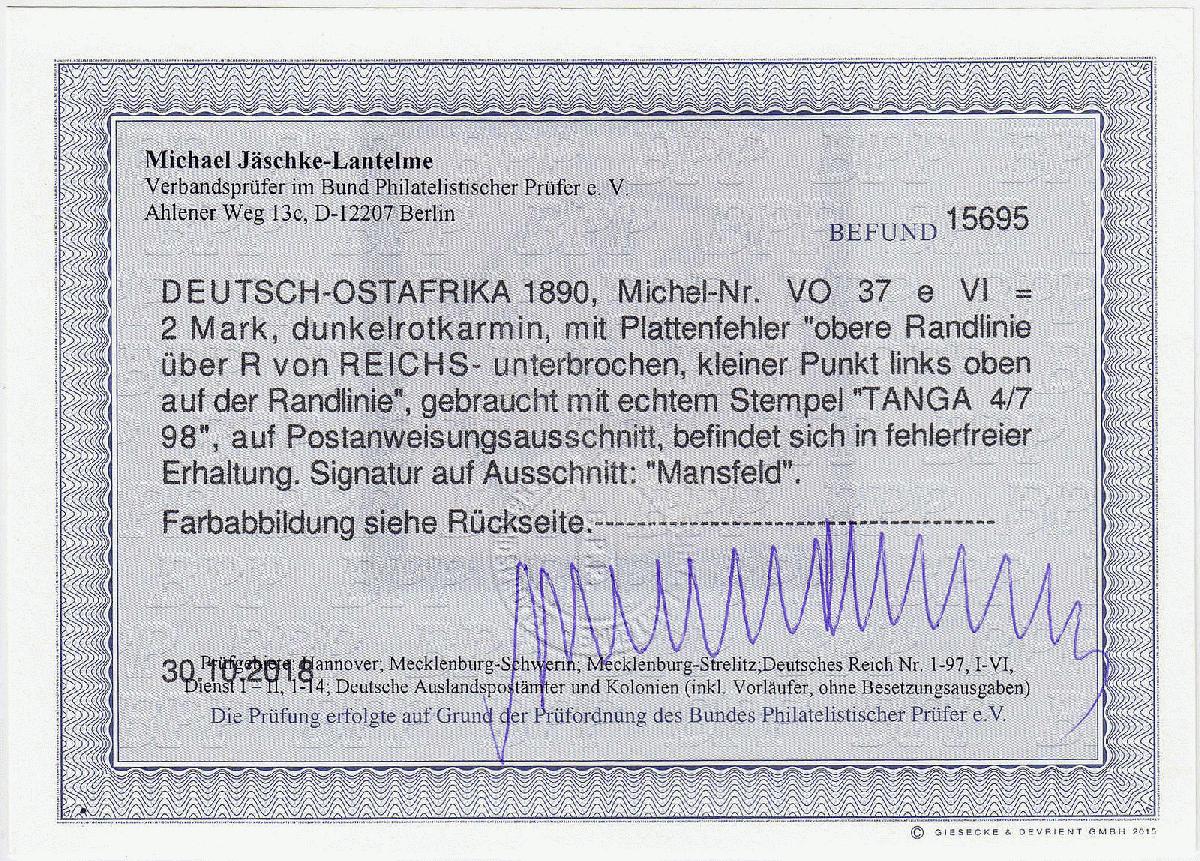 Michael Jäschke-Lantelme
Verbandsprüfer im Bund Philatelistischer Prüfer e. V.
Ahlener Weg 13c, D-12207 Berlin
BEFUND 15695
DEUTSCH-OSTAFRIKA 1890, Michel-Nr. VO 37 e VI =
2 Mark, dunkelrotkarmin, mit Plattenfehler "obere Randlinie
über R von REICHS- unterbrochen, kleiner Punkt links oben
auf der Randlinie", gebraucht mit echtem Stempel "TANGA 4/7
98", auf Postanweisungsausschnitt, befindet sich in fehlerfreier
Erhaltung. Signatur auf Ausschnitt: "Mansfeld".
Farbabbildung siehe Rückseite.------------------------------------------------
30.10.2018
Prüfgebiete: Hannover, Mecklenburg-Schwerin, Mecklenburg-Strelitz;Deutsches Reich Nr. 1-97, I-VI,
Dienst I – II, 1-14; Deutsche Auslandspostämter und Kolonien (inkl. Vorläufer, ohne Besetzungsausgaben)
Die Prüfung erfolgte auf Grund der Prüfordnung des Bundes Philatelistischer Prüfer e.V.
© GIESECKE & DEVRIENT GMBH 2015